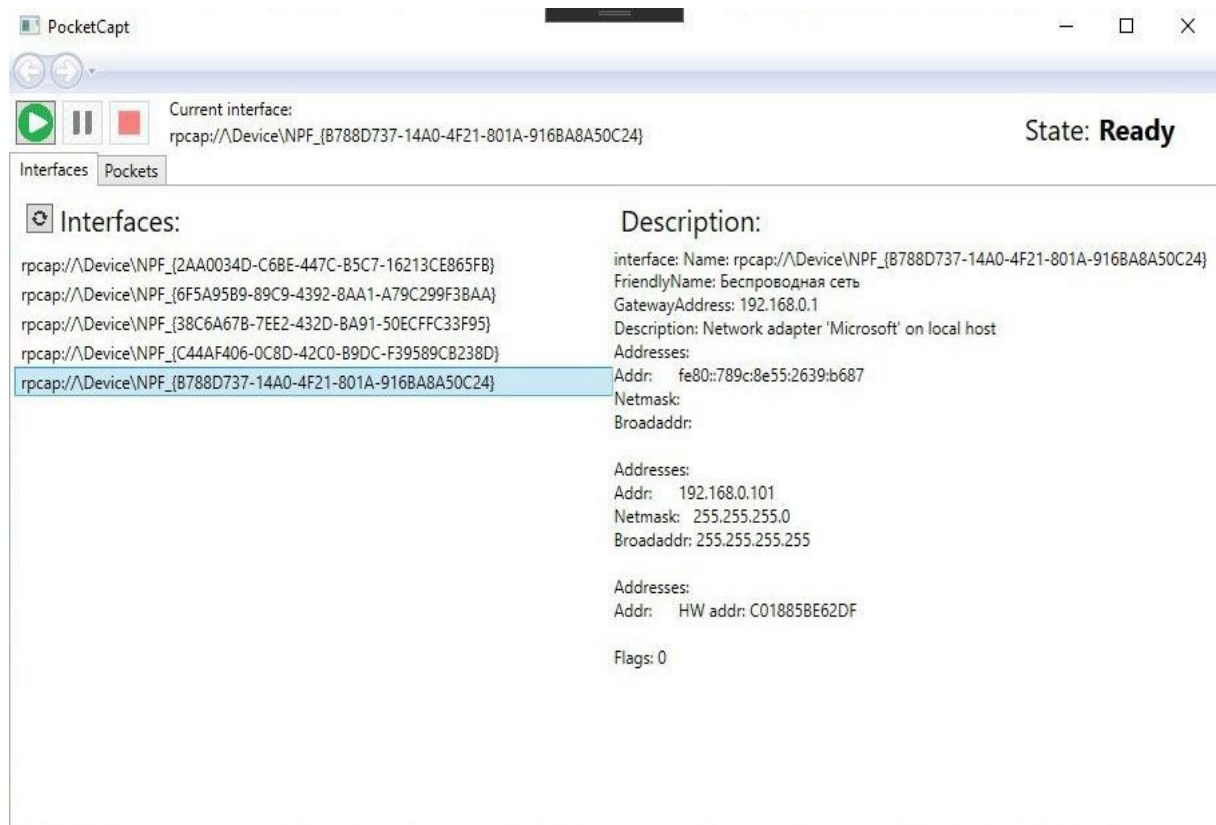 PocketCapt
Current interface:
rpcap://\Device\NPF_{B788D737-14A0-4F21-801A-916BA8A50C24}
State: Ready
Interfaces Pockets
Interfaces:
rpcap://\Device\NPF_{2AA0034D-C6BE-447C-B5C7-16213CE865FB}
rpcap://\Device\NPF_{6F5A95B9-89C9-4392-8AA1-A79C299F3BAA}
rpcap://\Device\NPF_{38C6A67B-7EE2-432D-BA91-50ECFFC33F95}
rpcap://\Device\NPF_{C44AF406-0C8D-42C0-B9DC-F39589CB238D}
rpcap://\Device\NPF_{B788D737-14A0-4F21-801A-916BA8A50C24}
Description:
interface: Name: rpcap://\Device\NPF_{B788D737-14A0-4F21-801A-916BA8A50C24}
FriendlyName: Беспроводная сеть
GatewayAddress: 192.168.0.1
Description: Network adapter 'Microsoft' on local host
Addresses:
Addr: fe80::789c:8e55:2639:b687
Netmask:
Broadaddr:
Addresses:
Addr: 192.168.0.101
Netmask: 255.255.255.0
Broadaddr: 255.255.255.255
Addresses:
Addr: HW addr: C01885BE62DF
Flags: 0